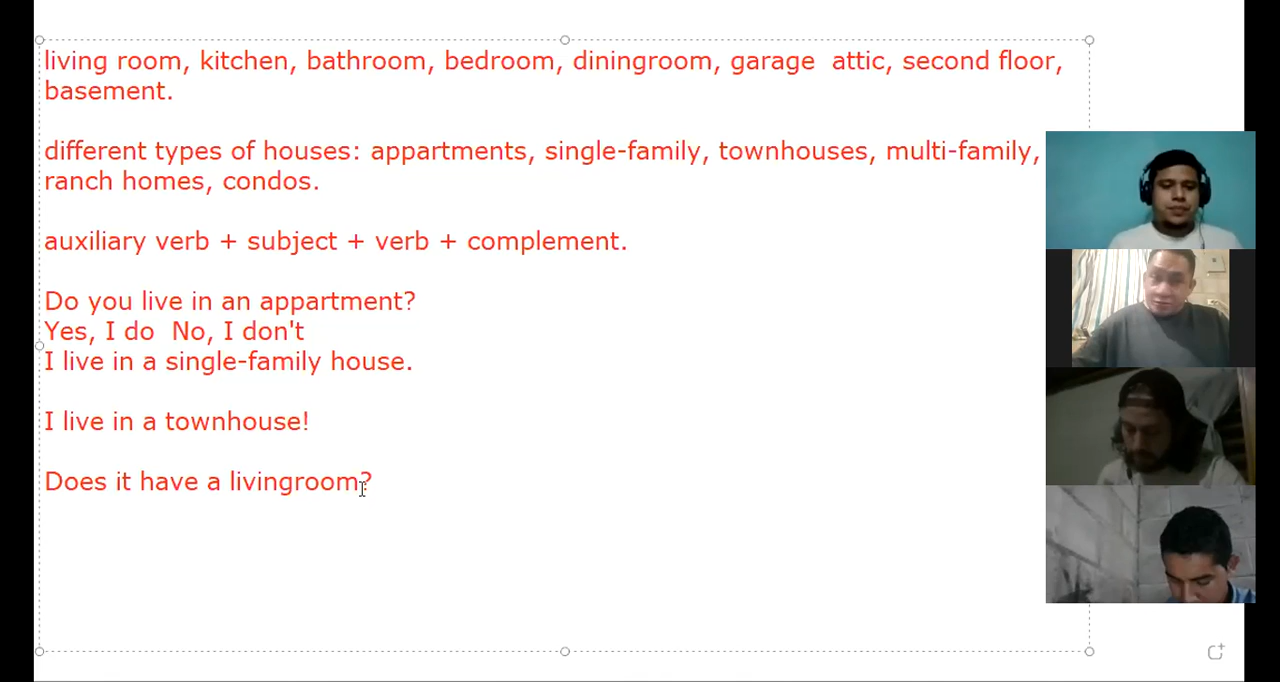 living room, kitchen, bathroom, bedroom, diningroom, garage  attic, second floor,
basement.
different types of houses: appartments, single-family, townhouses, multi-family,
ranch homes, condos.
auxiliary verb + subject + verb + complement.
Do you live in an appartment?
Yes, I do  No, I don't
I live in a single-family house.
I live in a townhouse!
Does it have a livingroom?